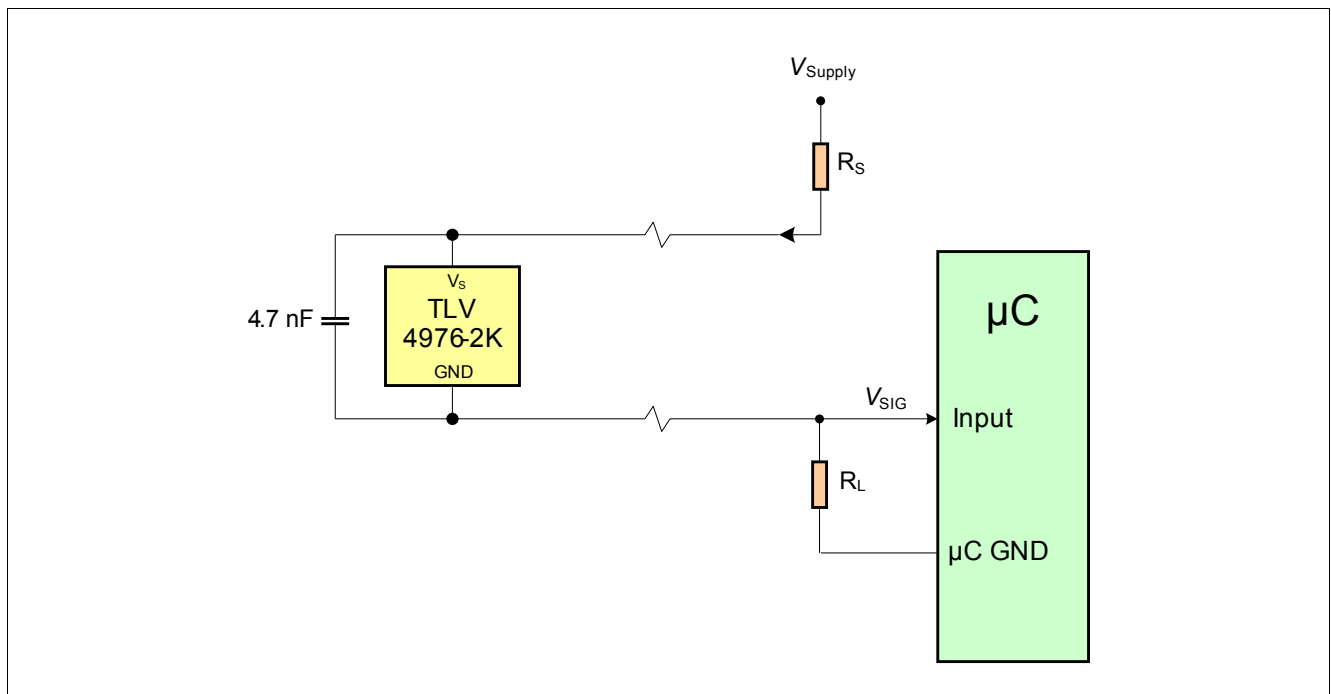 VSupply
RS
VS
TLV
4976-2K
GND
4.7 nF
µC
VSIG
Input
RL
µC GND